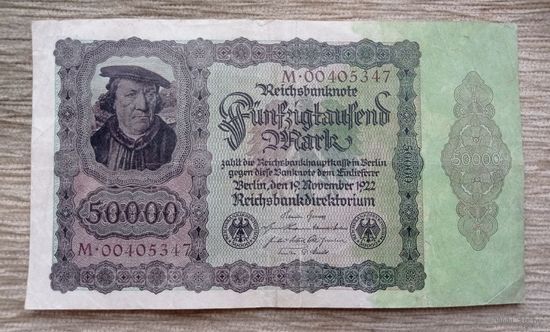 M·00405347
Reichsbanknote
Fünfzigtausend
Mark
zahlt die Reichsbankhauptkasse in Berlin
gegen diese Banknote dem Einlieferer
Berlin, den 19. November 1922
Reichsbankdirektorium
50000
M·00405347
50000
50000